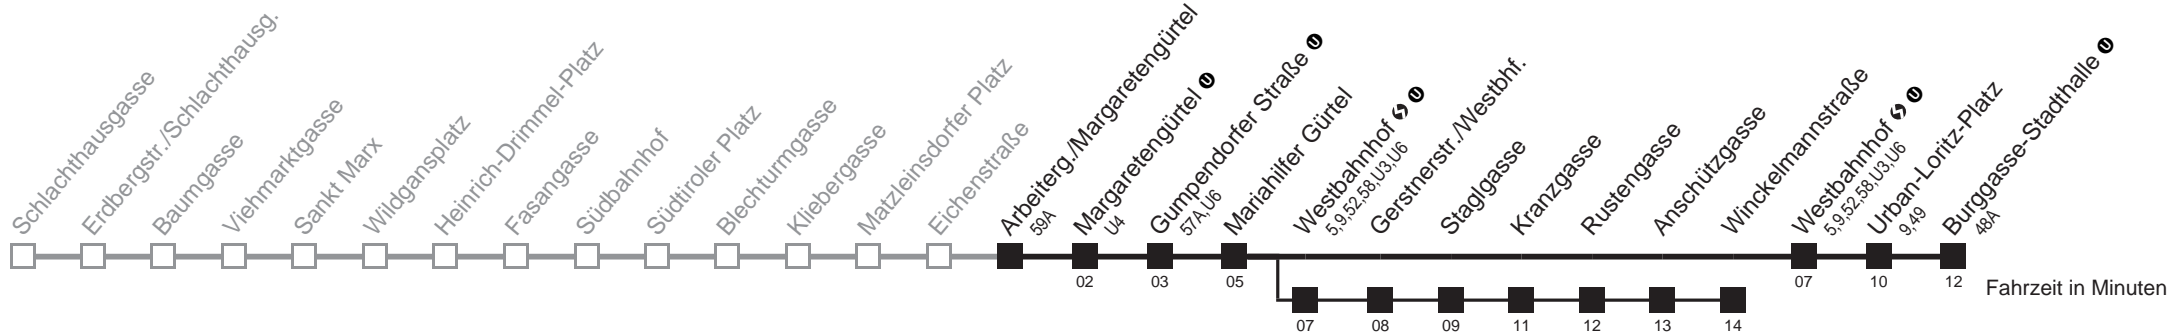 Schlachthausgasse
Erdbergstr./Schlachthausg.
Baumgasse
Viehmarktgasse
Sankt Marx
Wildgansplatz
Heinrich-Drimmel-Platz
Fasangasse
Südbahnhof
Südtiroler Platz
Blechturmgasse
Kliebergasse
Matzleinsdorfer Platz
Eichenstraße
Arbeiterg./Margaretengürtel
59A
Margaretengürtel U
U4
Gumpendorfer Straße U
57A,U6
Mariahilfer Gürtel
Westbahnhof S U
5,9,52,58,U3,U6
Gerstnerstr./Westbhf.
Staglgasse
Kranzgasse
Rustengasse
Anschützgasse
Winckelmannstraße
Westbahnhof S U
5,9,52,58,U3,U6
Urban-Loritz-Platz
9,49
Burggasse-Stadthalle U
48A
02 03 05 07 10 12
Fahrzeit in Minuten
07 08 09 11 12 13 14